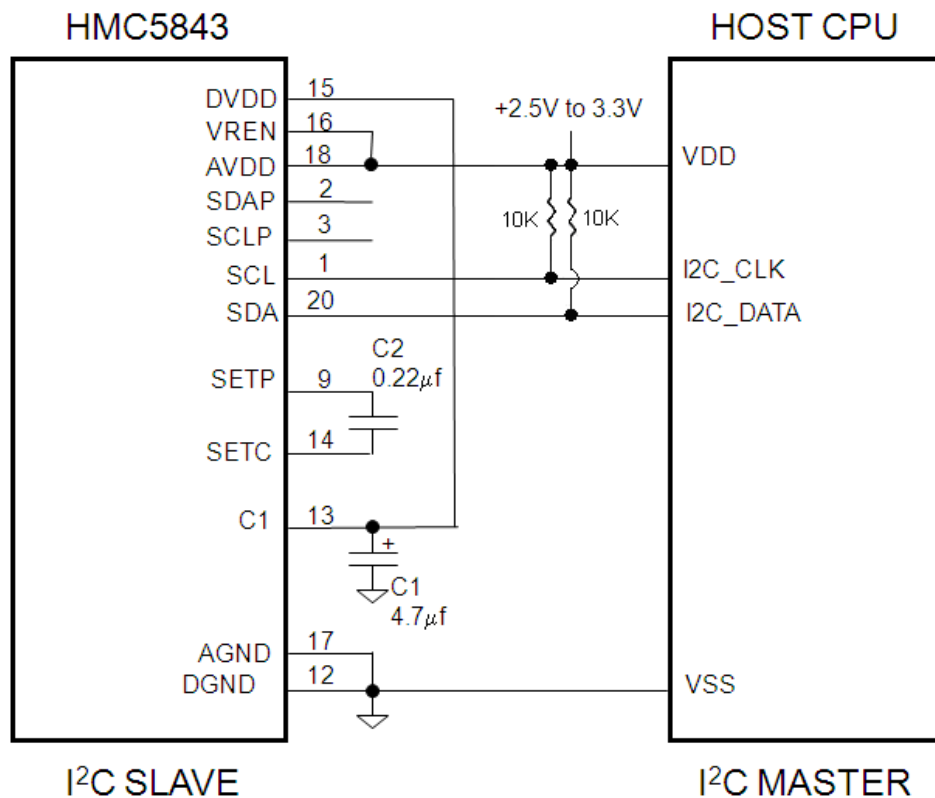 HMC5843
HOST CPU
DVDD 15
VREN 16
AVDD 18
SDAP 2
SCLP 3
SCL 1
SDA 20
SETP 9
SETC 14
C1 13
AGND 17
DGND 12
C2
0.22µf
C1
4.7µf
+
+2.5V to 3.3V
10K
10K
VDD
I2C_CLK
I2C_DATA
VSS
I²C SLAVE
I²C MASTER